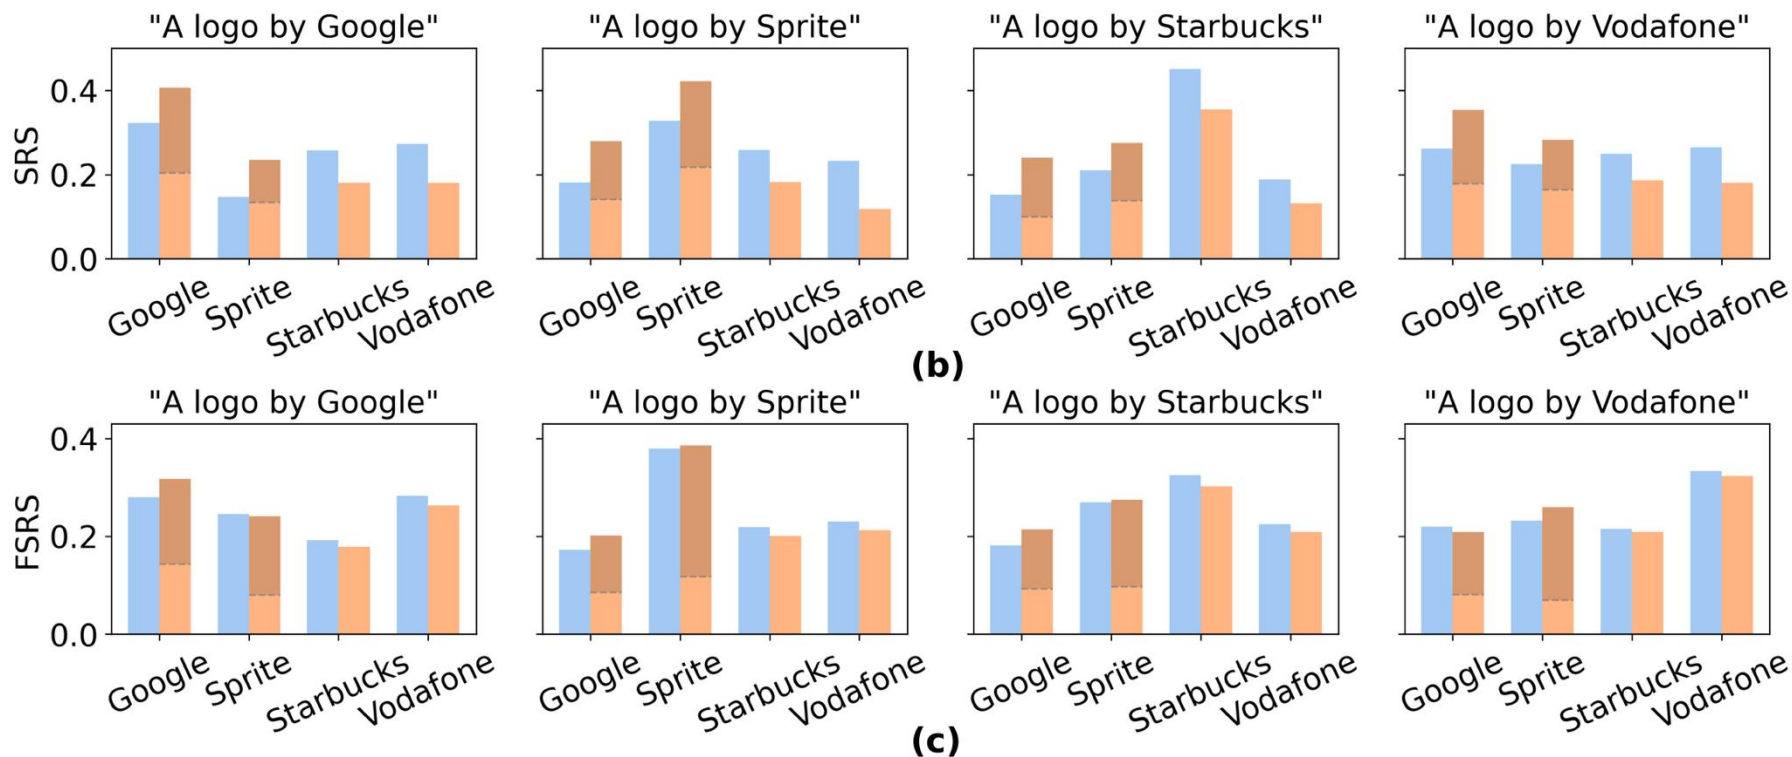 "A logo by Google" "A logo by Sprite" "A logo by Starbucks" "A logo by Vodafone"
SRS
0.4
0.2
0.0
Google Sprite Starbucks Vodafone Google Sprite Starbucks Vodafone Google Sprite Starbucks Vodafone Google Sprite Starbucks Vodafone
(b)
"A logo by Google" "A logo by Sprite" "A logo by Starbucks" "A logo by Vodafone"
FSRS
0.4
0.2
0.0
Google Sprite Starbucks Vodafone Google Sprite Starbucks Vodafone Google Sprite Starbucks Vodafone Google Sprite Starbucks Vodafone
(c)